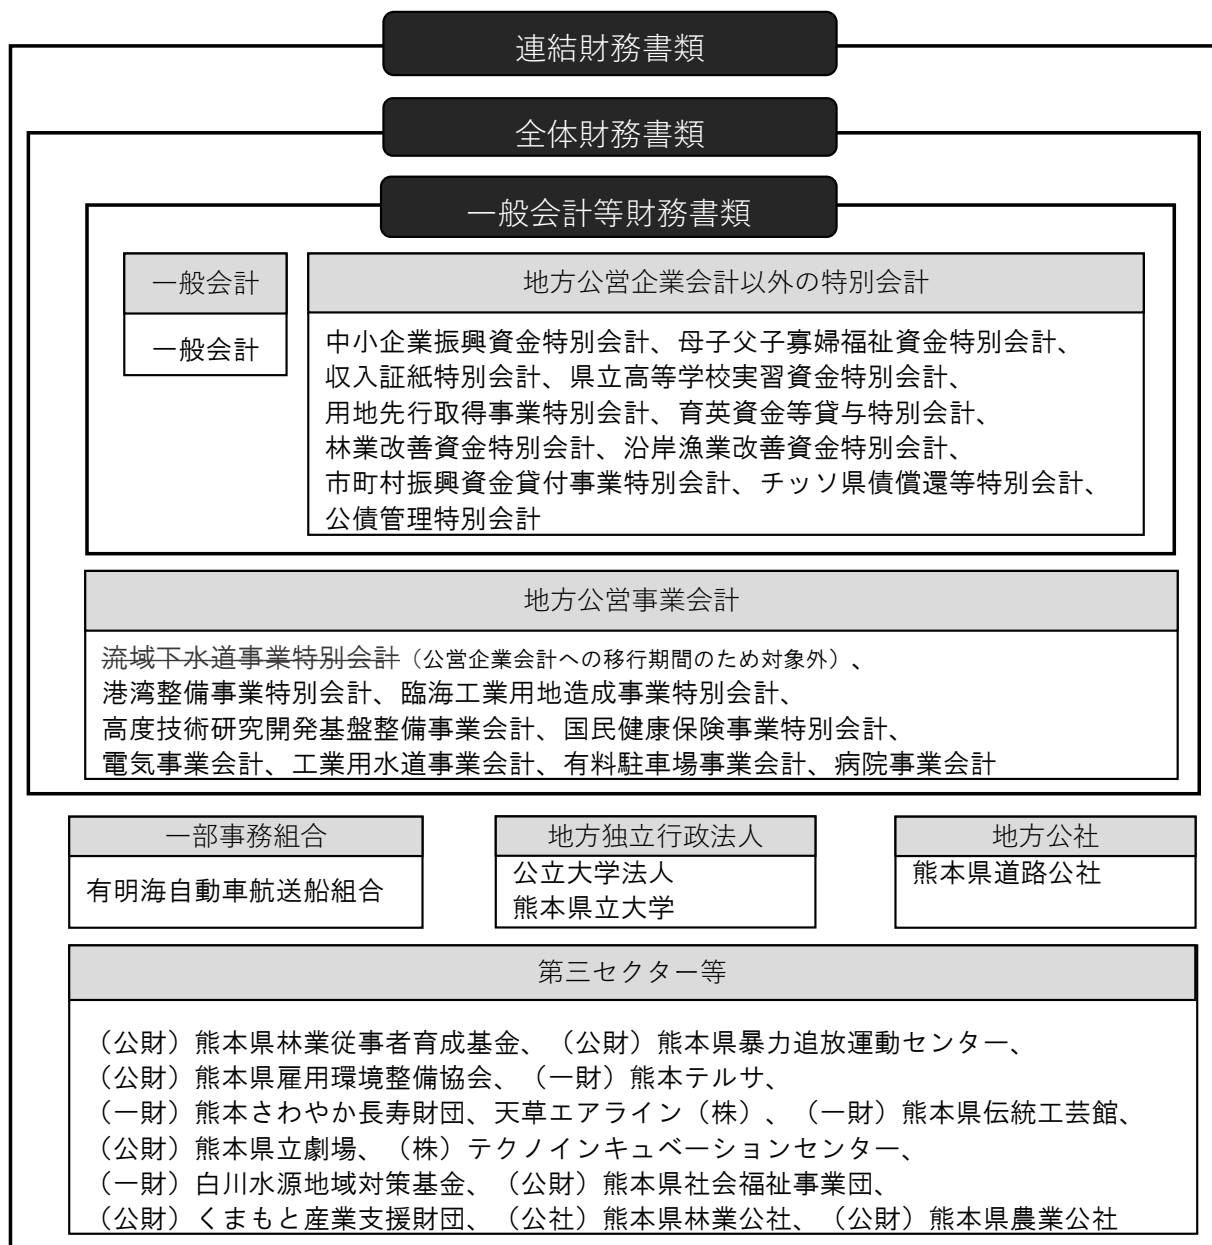 連結財務書類
全体財務書類
一般会計等財務書類
一般会計
一般会計
地方公営企業会計以外の特別会計
中小企業振興資金特別会計、母子父子寡婦福祉資金特別会計、
収入証紙特別会計、県立高等学校実習資金特別会計、
用地先行取得事業特別会計、育英資金等貸与特別会計、
林業改善資金特別会計、沿岸漁業改善資金特別会計、
市町村振興資金貸付事業特別会計、チッソ県債償還等特別会計、
公債管理特別会計
地方公営事業会計
流域下水道事業特別会計（公営企業会計への移行期間のため対象外）、
港湾整備事業特別会計、臨海工業用地造成事業特別会計、
高度技術研究開発基盤整備事業会計、国民健康保険事業特別会計、
電気事業会計、工業用水道事業会計、有料駐車場事業会計、病院事業会計
一部事務組合
有明海自動車航送船組合
地方独立行政法人
公立大学法人
熊本県立大学
地方公社
熊本県道路公社
第三セクター等
（公財）熊本県林業従事者育成基金、（公財）熊本県暴力追放運動センター、
（公財）熊本県雇用環境整備協会、（一財）熊本テルサ、
（一財）熊本さわやか長寿財団、天草エアライン（株）、（一財）熊本県伝統工芸館、
（公財）熊本県立劇場、（株）テクノインキュベーションセンター、
（一財）白川水源地域対策基金、（公財）熊本県社会福祉事業団、
（公財）くまもと産業支援財団、（公社）熊本県林業公社、（公財）熊本県農業公社